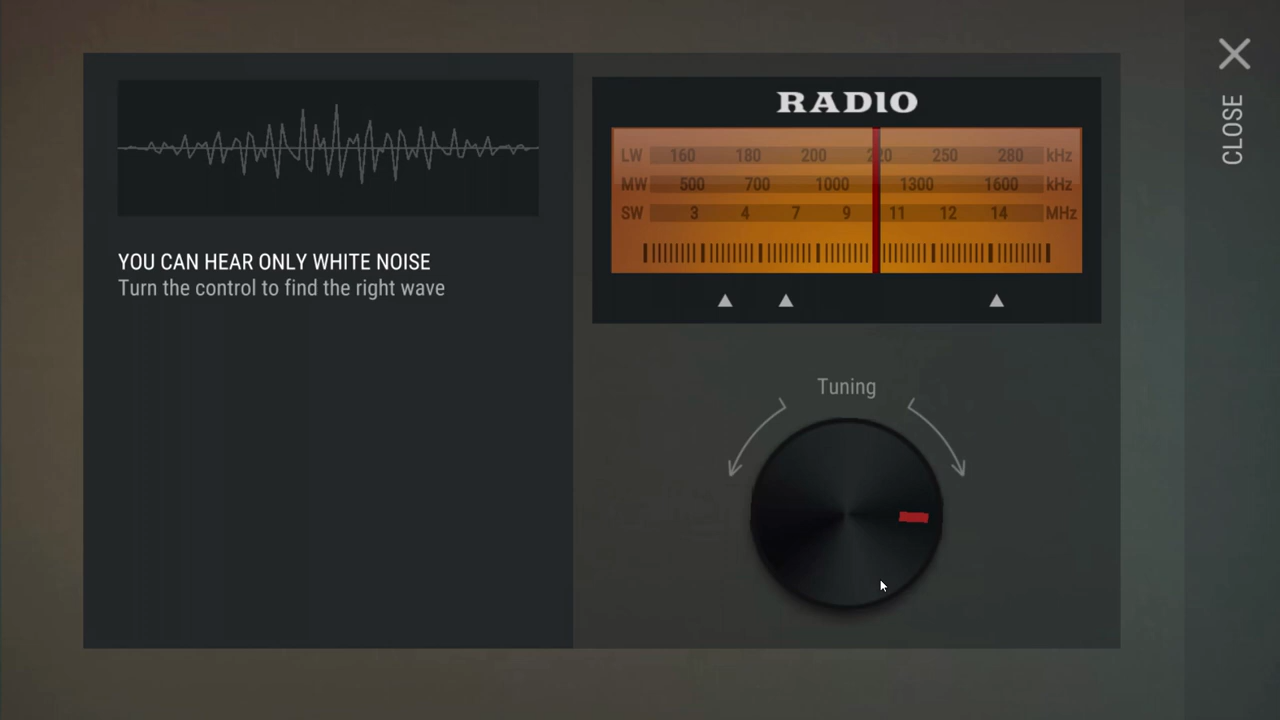 RADIO
LW 160 180 200 220 250 280 kHz
MW 500 700 1000 1300 1600 kHz
SW 3 4 7 9 11 12 14 MHz
YOU CAN HEAR ONLY WHITE NOISE
Turn the control to find the right wave
Tuning
CLOSE